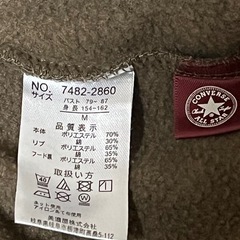 NO. 7482-2860
サイズ
バスト 79-87
身長 154-162
M
品質表示
本体 ポリエステル 70%
綿 30%
リブ ポリエステル 65%
綿 35%
フード裏 ポリエステル 65%
綿 35%
取扱い方
CONVERSE
ALL STAR